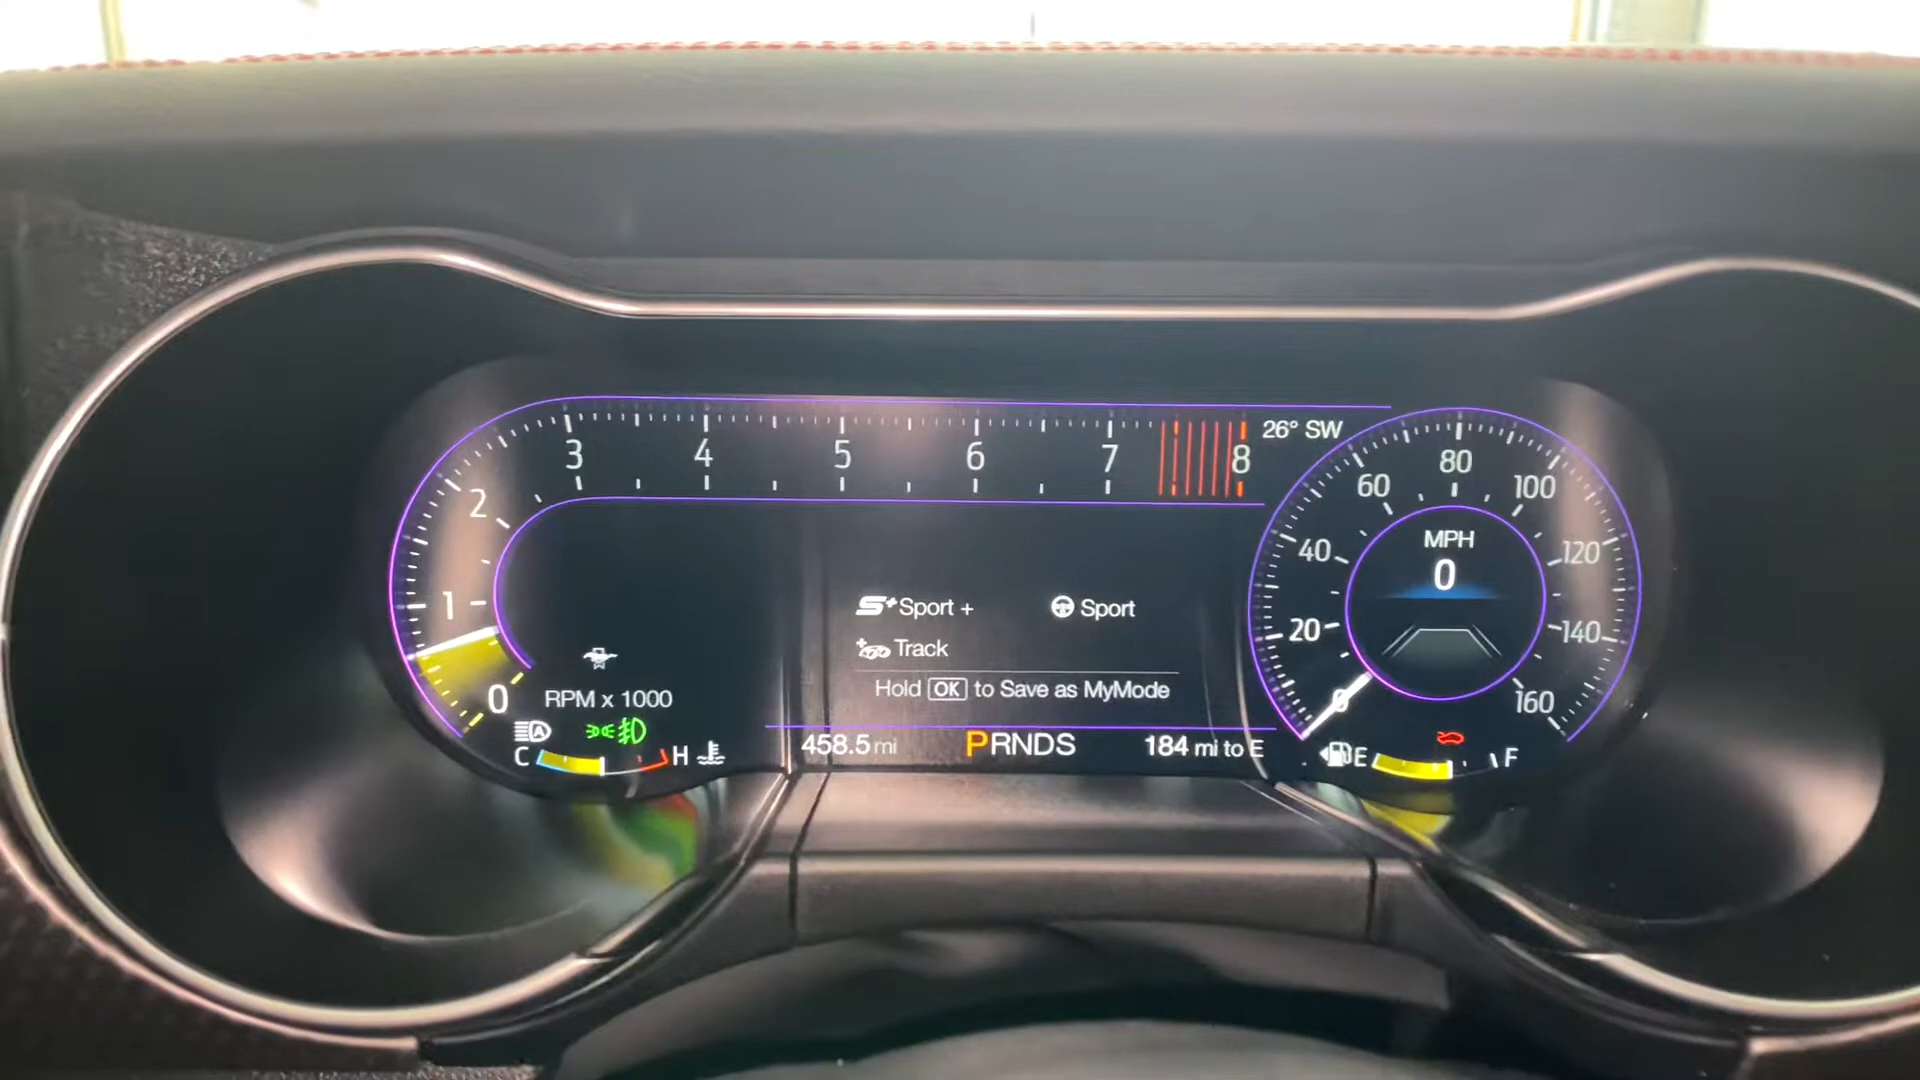 3 4 5 6 7 8
26° SW
2
1
0
RPM x 1000
C H
S+ Sport +
Sport
Track
Hold OK to Save as MyMode
458.5 mi
PRNDS
184 mi to E
0 20 40 60 80 100 120 140 160
MPH
0
E F
A